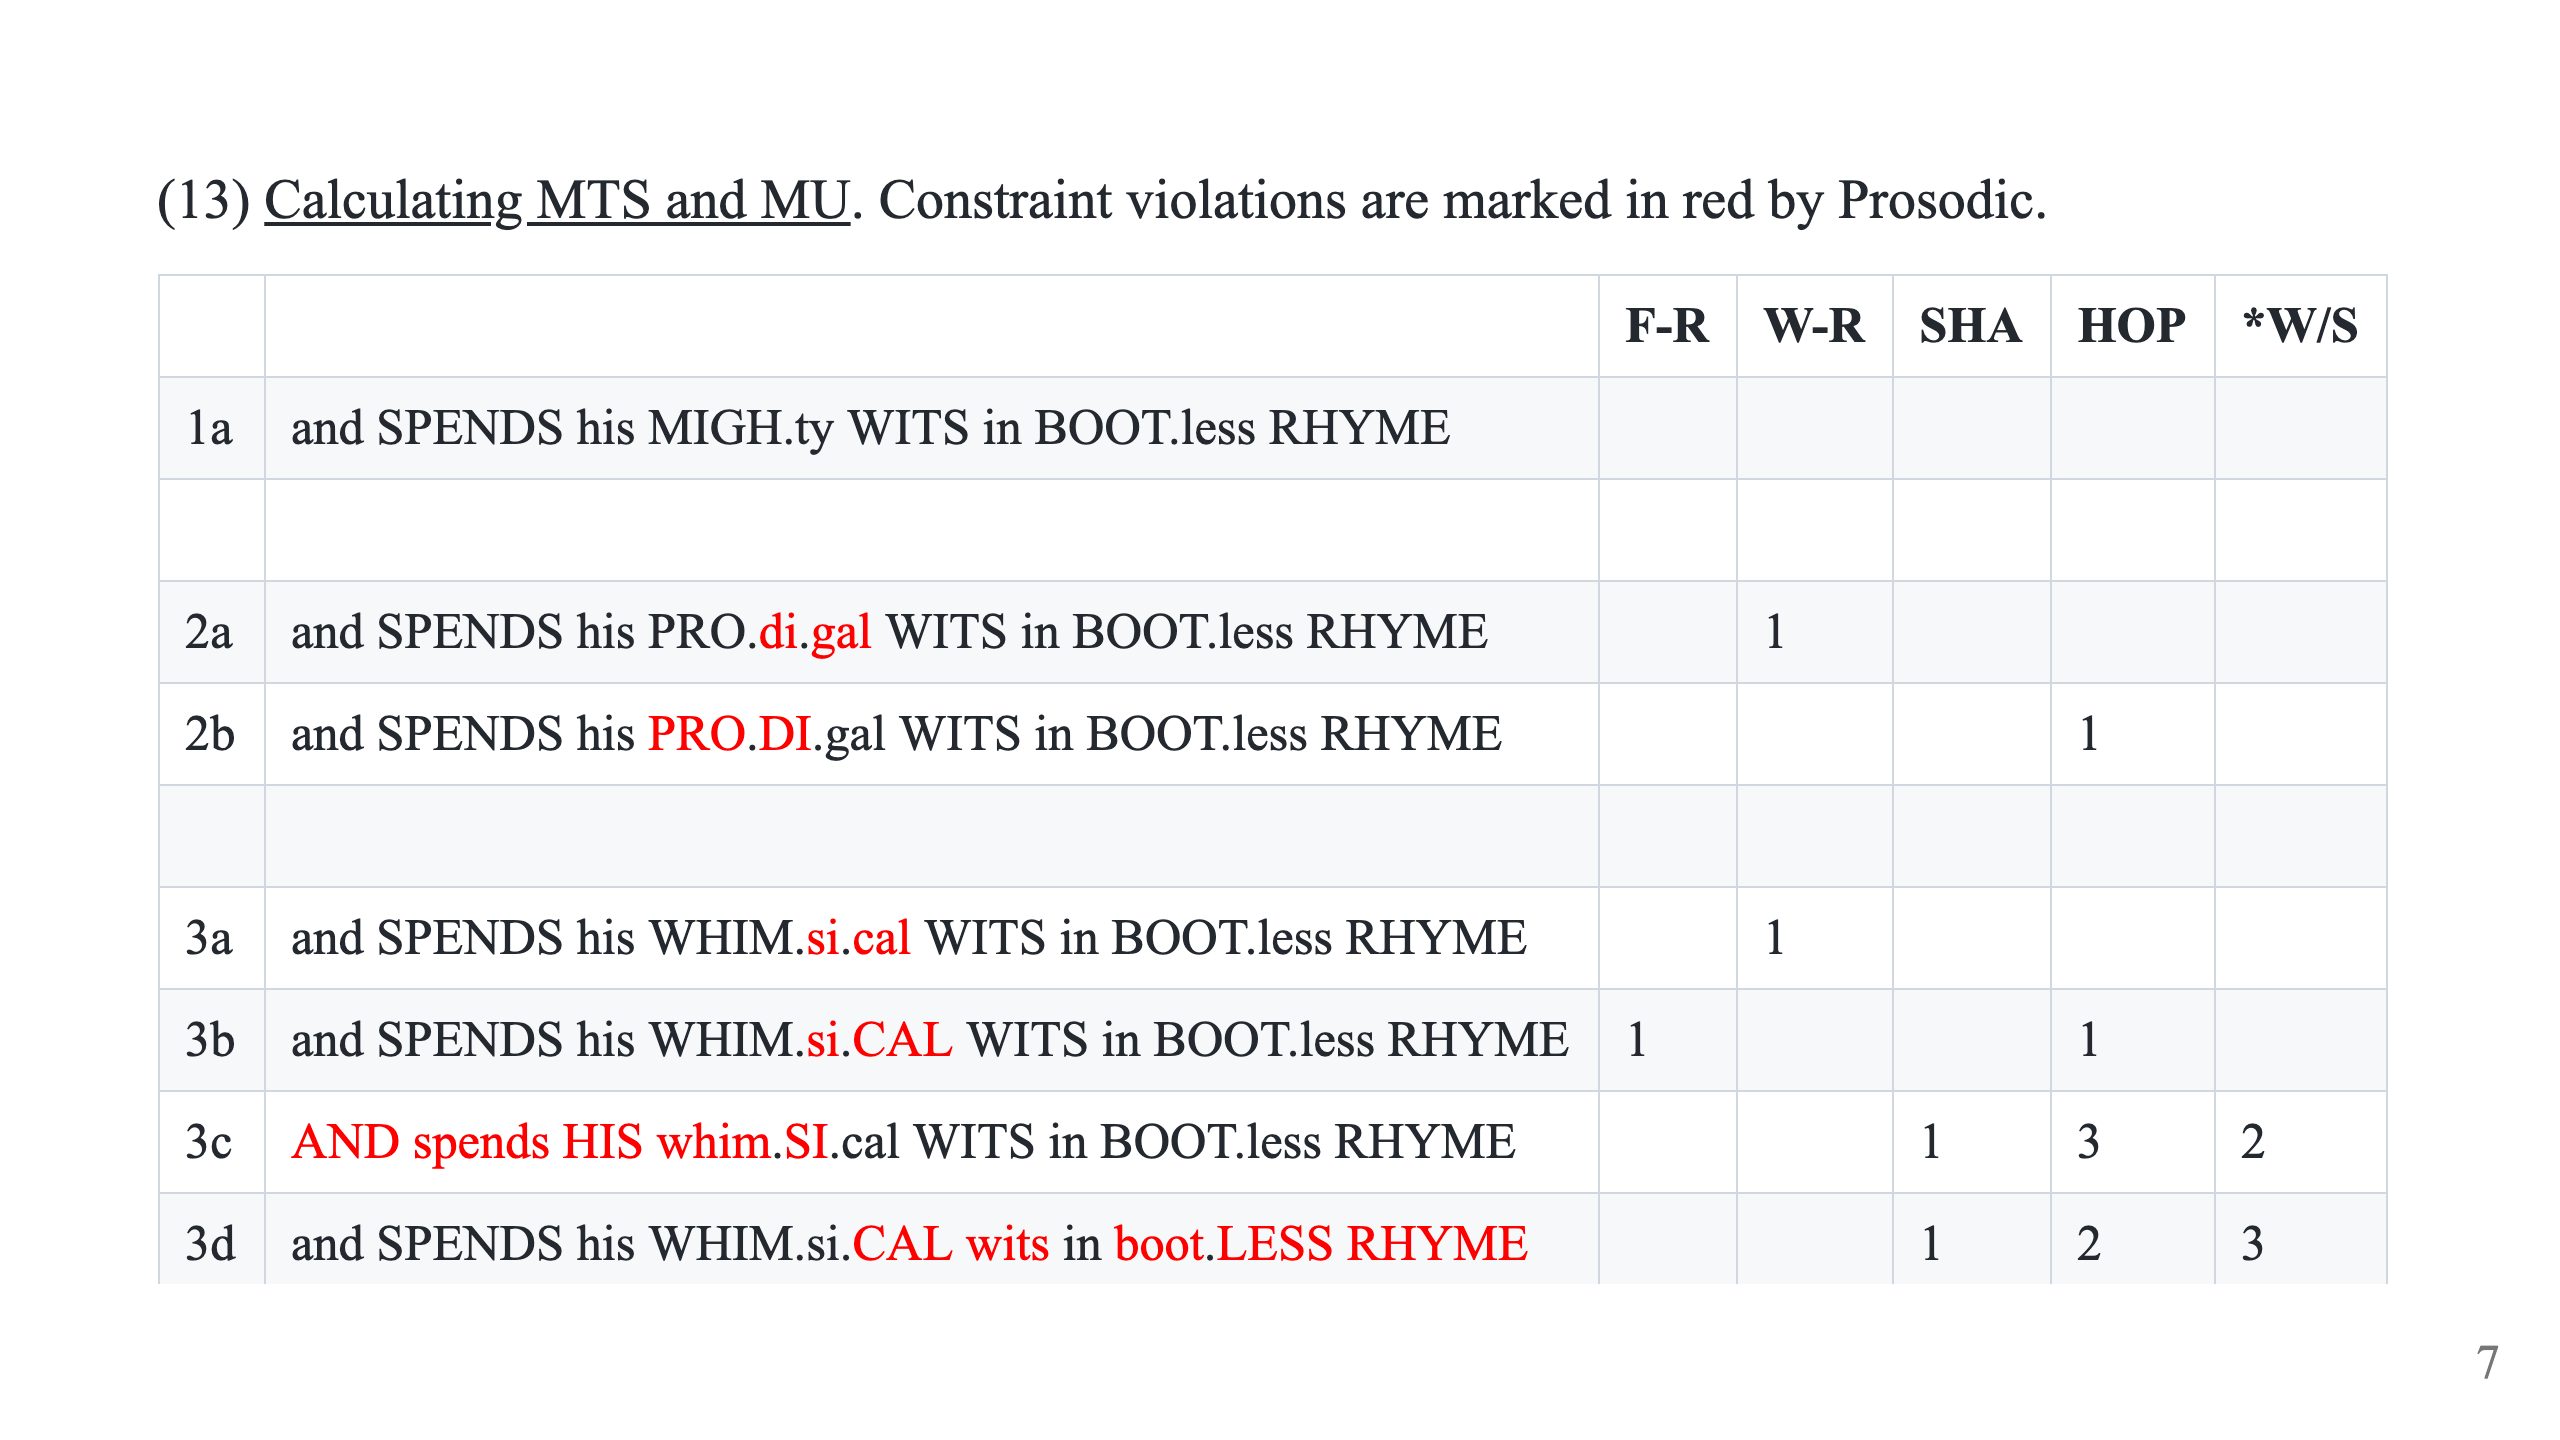 (13) Calculating MTS and MU. Constraint violations are marked in red by Prosodic.
F-R W-R SHA HOP *W/S
1a and SPENDS his MIGH.ty WITS in BOOT.less RHYME
2a and SPENDS his PRO.di.gal WITS in BOOT.less RHYME 1
2b and SPENDS his PRO.DI.gal WITS in BOOT.less RHYME 1
3a and SPENDS his WHIM.si.cal WITS in BOOT.less RHYME 1
3b and SPENDS his WHIM.si.CAL WITS in BOOT.less RHYME 1 1
3c AND spends HIS whim.SI.cal WITS in BOOT.less RHYME 1 3 2
3d and SPENDS his WHIM.si.CAL wits in boot.LESS RHYME 1 2 3
7